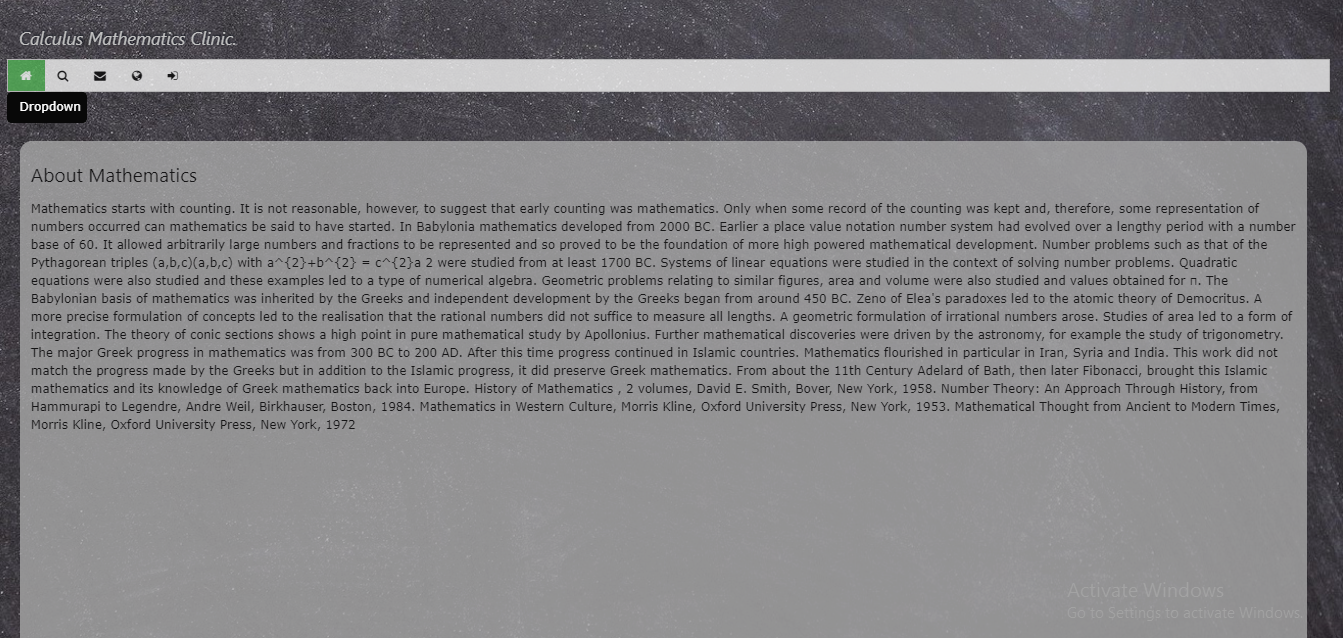 Calculus Mathematics Clinic.
Dropdown
About Mathematics
Mathematics starts with counting. It is not reasonable, however, to suggest that early counting was mathematics. Only when some record of the counting was kept and, therefore, some representation of
numbers occurred can mathematics be said to have started. In Babylonia mathematics developed from 2000 BC. Earlier a place value notation number system had evolved over a lengthy period with a number
base of 60. It allowed arbitrarily large numbers and fractions to be represented and so proved to be the foundation of more high powered mathematical development. Number problems such as that of the
Pythagorean triples (a,b,c)(a,b,c) with a^{2}+b^{2} = c^{2}a 2 were studied from at least 1700 BC. Systems of linear equations were studied in the context of solving number problems. Quadratic
equations were also studied and these examples led to a type of numerical algebra. Geometric problems relating to similar figures, area and volume were also studied and values obtained for π. The
Babylonian basis of mathematics was inherited by the Greeks and independent development by the Greeks began from around 450 BC. Zeno of Elea's paradoxes led to the atomic theory of Democritus. A
more precise formulation of concepts led to the realisation that the rational numbers did not suffice to measure all lengths. A geometric formulation of irrational numbers arose. Studies of area led to a form of
integration. The theory of conic sections shows a high point in pure mathematical study by Apollonius. Further mathematical discoveries were driven by the astronomy, for example the study of trigonometry.
The major Greek progress in mathematics was from 300 BC to 200 AD. After this time progress continued in Islamic countries. Mathematics flourished in particular in Iran, Syria and India. This work did not
match the progress made by the Greeks but in addition to the Islamic progress, it did preserve Greek mathematics. From about the 11th Century Adelard of Bath, then later Fibonacci, brought this Islamic
mathematics and its knowledge of Greek mathematics back into Europe. History of Mathematics , 2 volumes, David E. Smith, Bover, New York, 1958. Number Theory: An Approach Through History, from
Hammurapi to Legendre, Andre Weil, Birkhauser, Boston, 1984. Mathematics in Western Culture, Morris Kline, Oxford University Press, New York, 1953. Mathematical Thought from Ancient to Modern Times,
Morris Kline, Oxford University Press, New York, 1972
Activate Windows
Go to Settings to activate Windows.